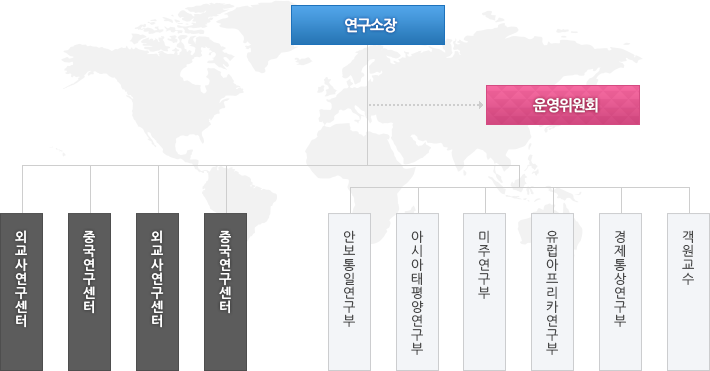 연구소장
운영위원회
외교사연구센터
중국연구센터
외교사연구센터
중국연구센터
안보통일연구부
아시아태평양연구부
미주연구부
유럽아프리카연구부
경제통상연구부
객원교수